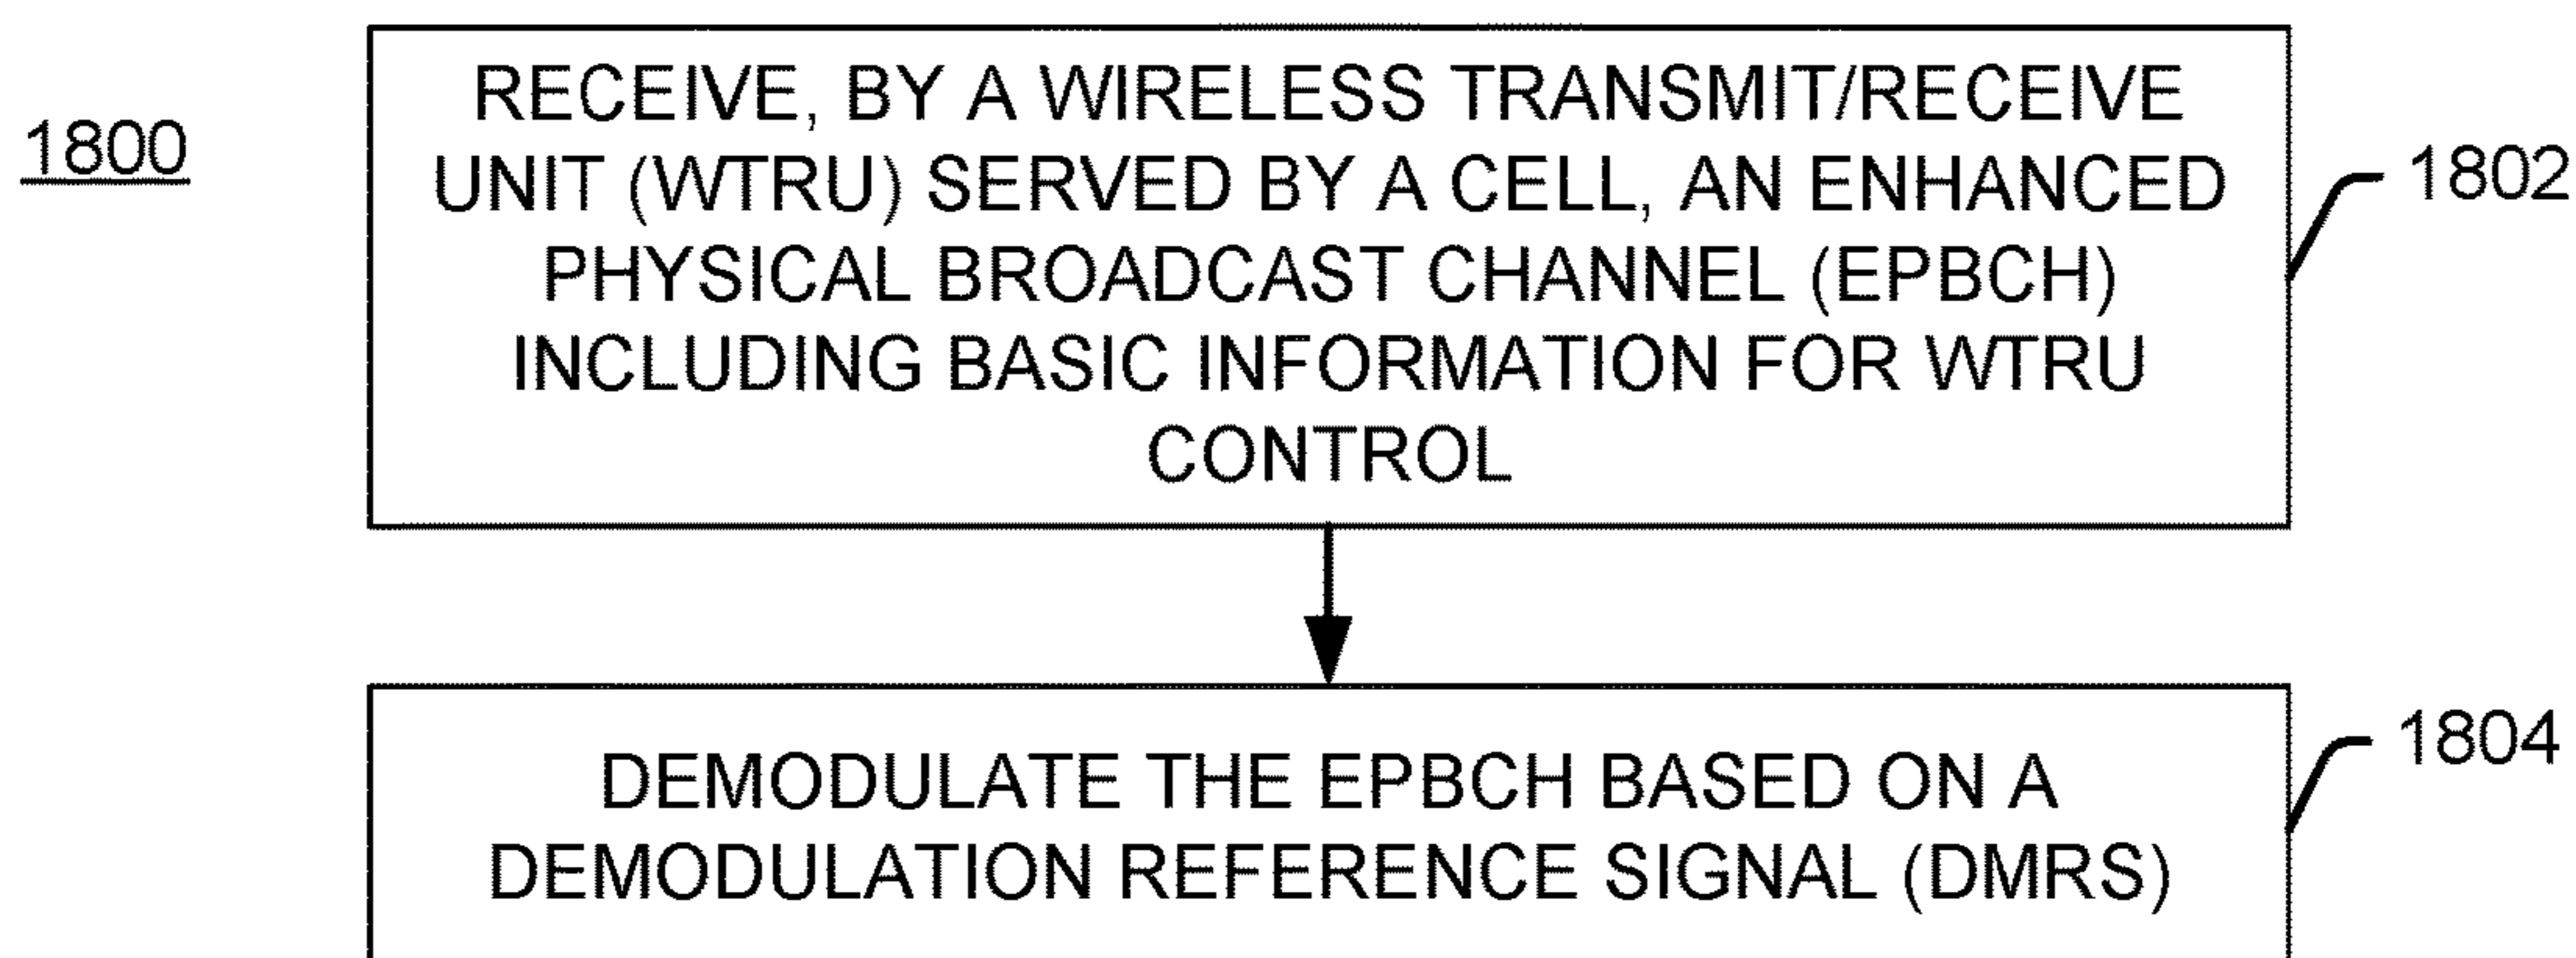 1800
RECEIVE, BY A WIRELESS TRANSMIT/RECEIVE
UNIT (WTRU) SERVED BY A CELL, AN ENHANCED
PHYSICAL BROADCAST CHANNEL (EPBCH)
INCLUDING BASIC INFORMATION FOR WTRU
CONTROL
1802
DEMODULATE THE EPBCH BASED ON A
DEMODULATION REFERENCE SIGNAL (DMRS)
1804